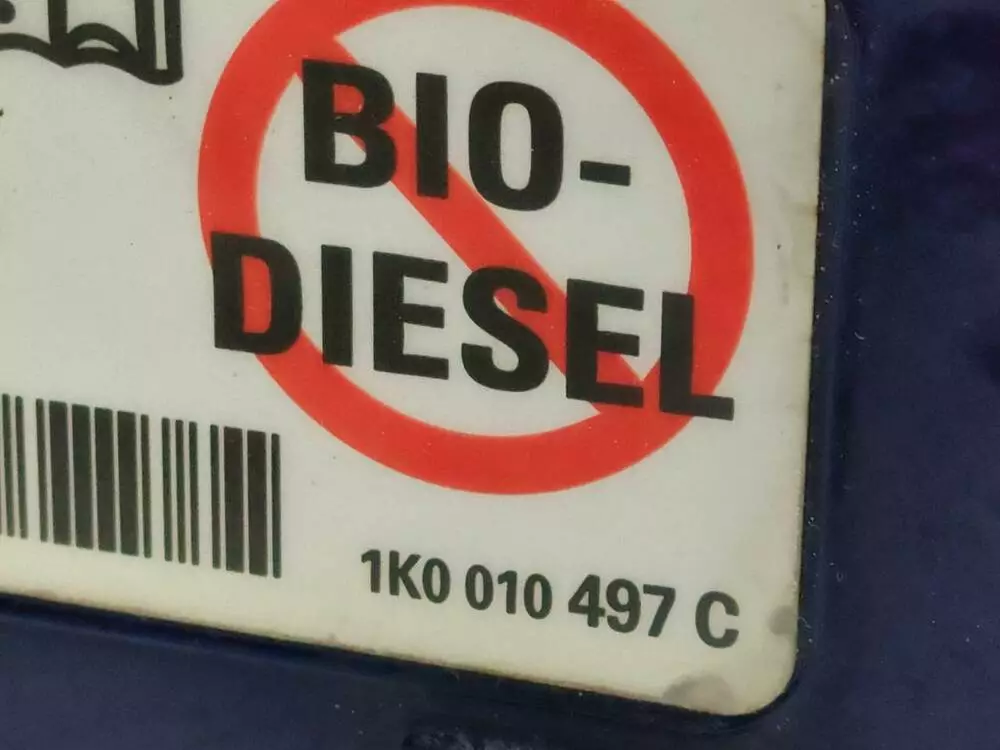 BIO-
DIESEL
1K0 010 497 C